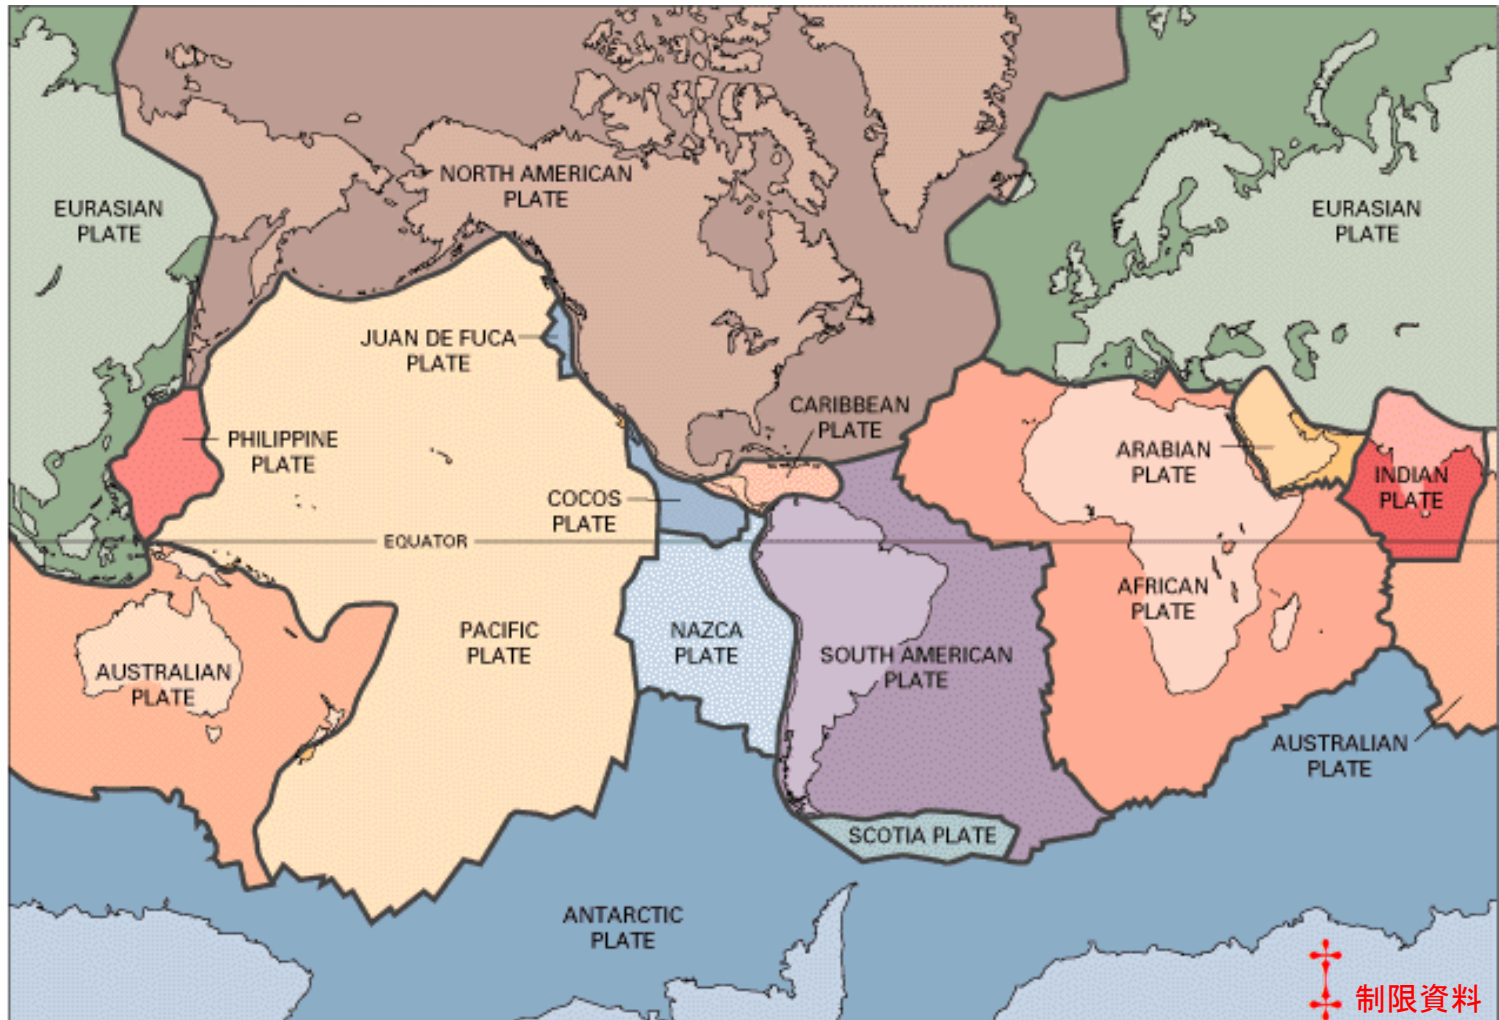 NORTH AMERICAN
PLATE
EURASIAN
PLATE
EURASIAN
PLATE
JUAN DE FUCA
PLATE
CARIBBEAN
PLATE
PHILIPPINE
PLATE
ARABIAN
PLATE
INDIAN
PLATE
COCOS
PLATE
EQUATOR
AFRICAN
PLATE
PACIFIC
PLATE
NAZCA
PLATE
SOUTH AMERICAN
PLATE
AUSTRALIAN
PLATE
AUSTRALIAN
PLATE
SCOTIA PLATE
ANTARCTIC
PLATE
‡ 制限資料